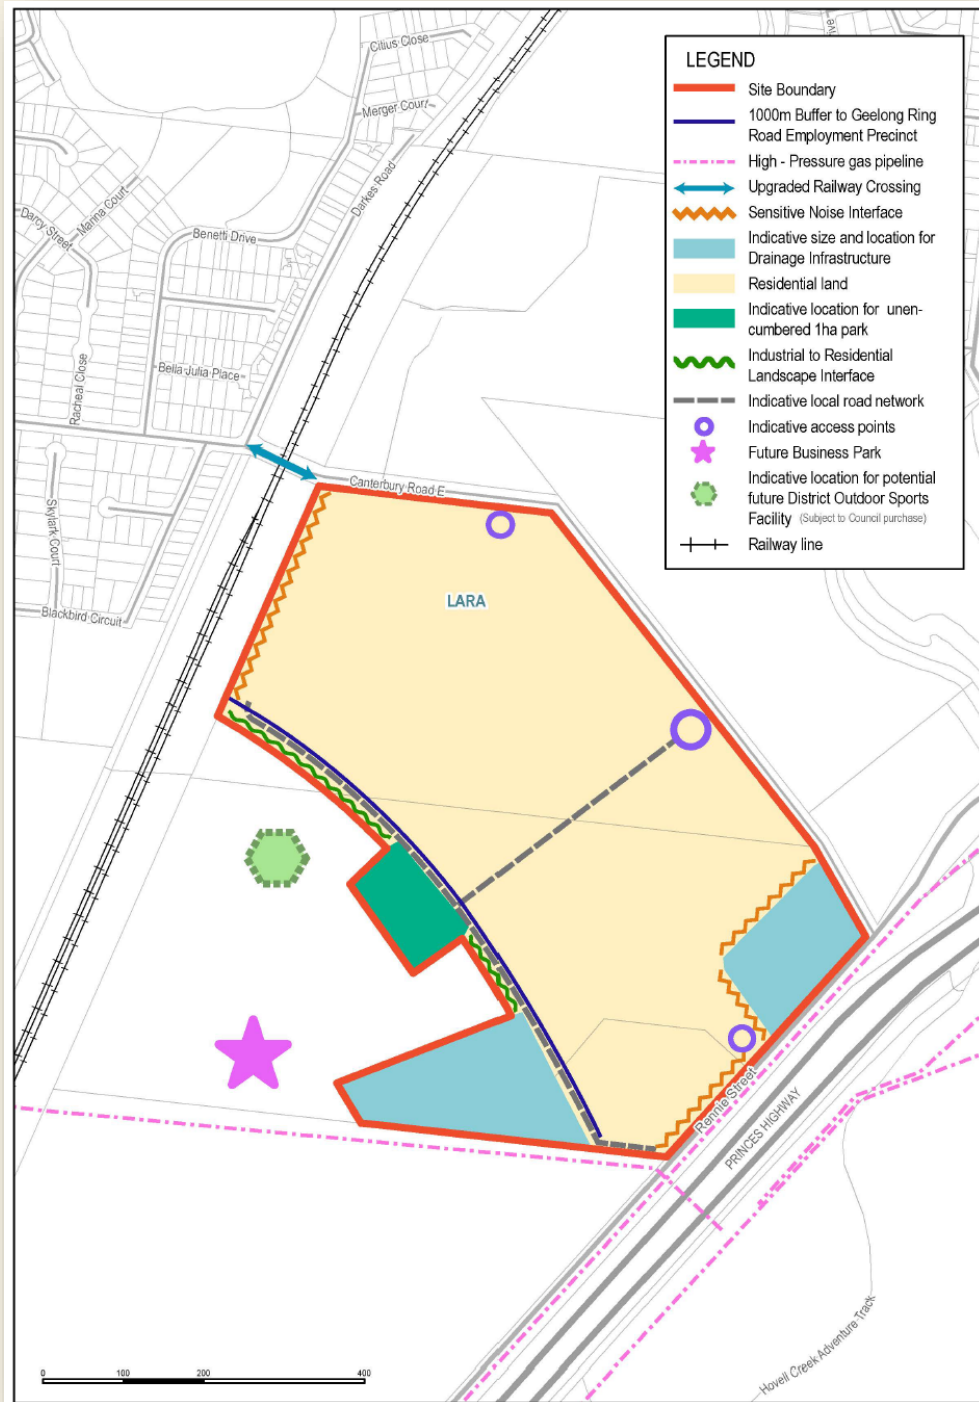 LEGEND
Site Boundary
1000m Buffer to Geelong Ring
Road Employment Precinct
High - Pressure gas pipeline
Upgraded Railway Crossing
Sensitive Noise Interface
Indicative size and location for
Drainage Infrastructure
Residential land
Indicative location for unen-
cumbered 1ha park
Industrial to Residential
Landscape Interface
Indicative local road network
Indicative access points
Future Business Park
Indicative location for potential
future District Outdoor Sports
Facility (Subject to Council purchase)
Railway line
Citius Close
Merger Court
Darkes Road
Marina Court
Darcy Street
Benetti Drive
Bella Julia Place
Racheal Close
Canterbury Road E
Skylark Court
Blackbird Circuit
LARA
Rennie Street
PRINCES HIGHWAY
Hovell Creek Adventure Track
0 100 200 400